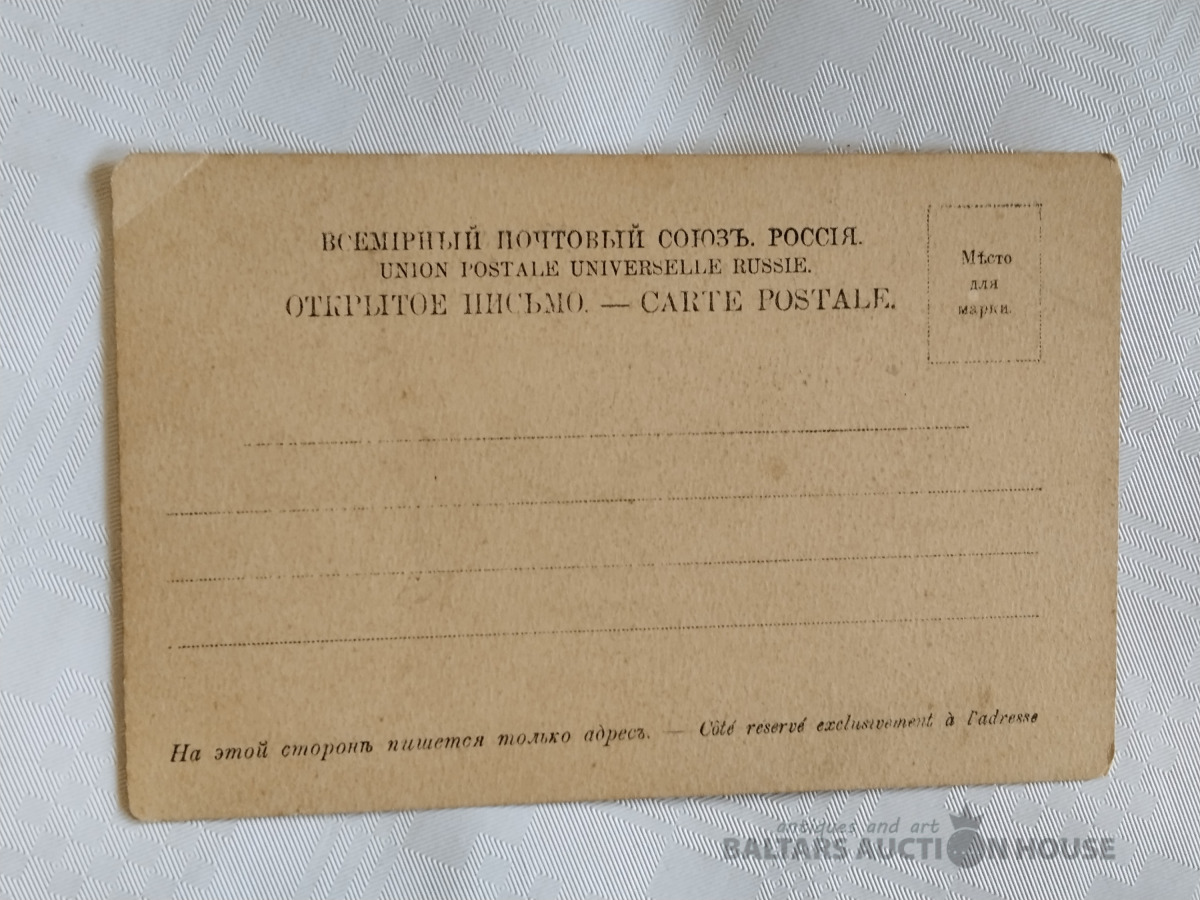 ВСЕМІРНЫЙ ПОЧТОВЫЙ СОЮЗЪ. РОССІЯ.
UNION POSTALE UNIVERSELLE RUSSIE.
ОТКРЫТОЕ ПИСЬМО. — CARTE POSTALE.
Мѣсто
для
марки.
На этой сторонѣ пишется только адресъ. — Côté reservé exclusivement à l'adresse
antiques and art
BALTARS AUCTION HOUSE